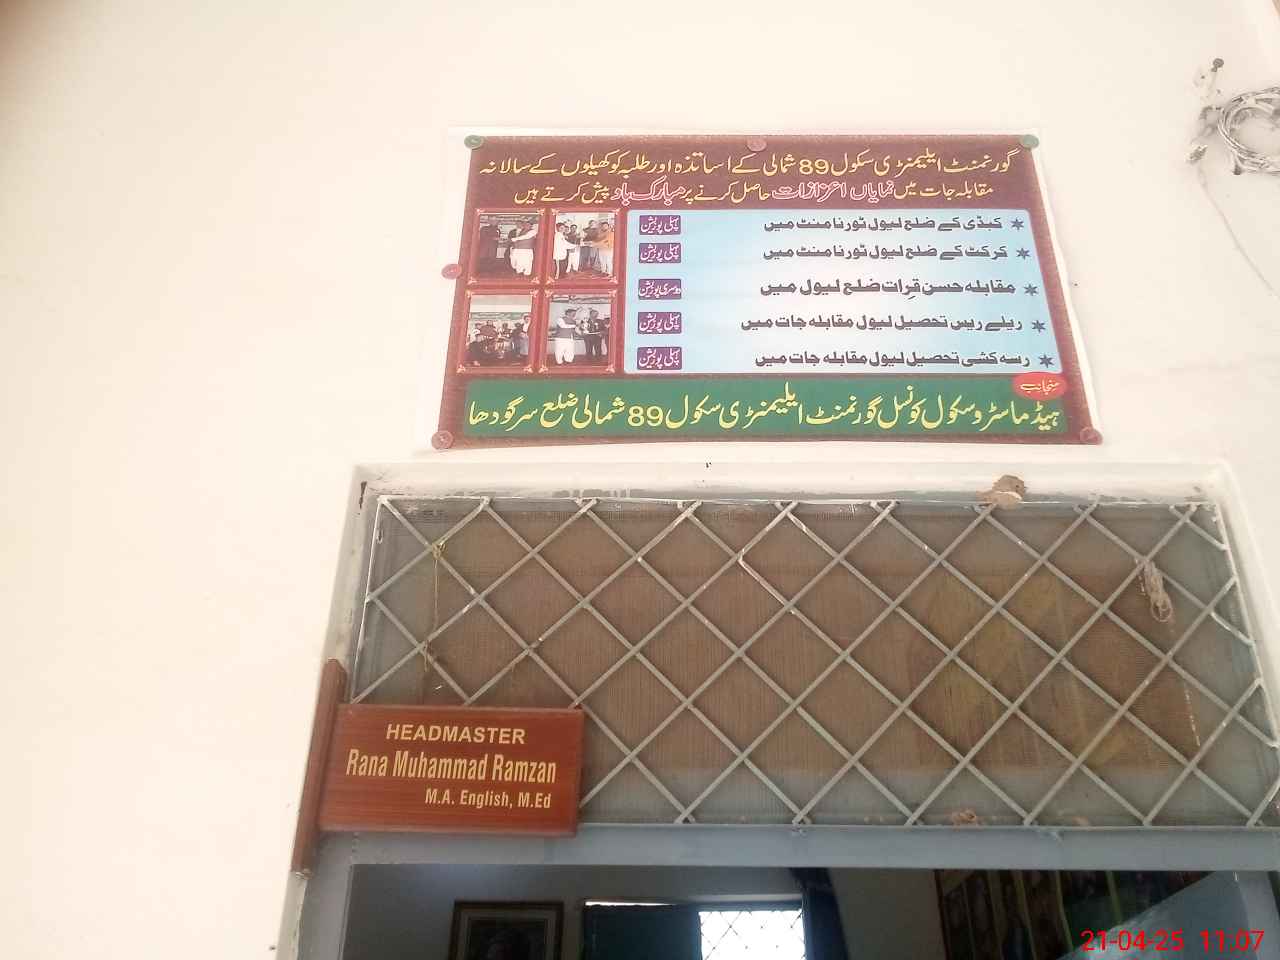 گورنمنٹ ایلیمنٹری سکول 89 شمالی کے اساتذہ اور طلبہ کو کھیلوں کے سالانہ
مقابلہ جات میں نمایاں اعزازات حاصل کرنے پر مبارک باد پیش کرتے ہیں
کبڈی کے ضلع لیول ٹورنامنٹ میں پہلی پوزیشن
کرکٹ کے ضلع لیول ٹورنامنٹ میں پہلی پوزیشن
مقابلہ حسن قِرات ضلع لیول میں دوسری پوزیشن
ریلے ریس تحصیل لیول مقابلہ جات میں پہلی پوزیشن
رسہ کشی تحصیل لیول مقابلہ جات میں پہلی پوزیشن
منجانب
ہیڈ ماسٹر و سکول کونسل گورنمنٹ ایلیمنٹری سکول 89 شمالی ضلع سرگودھا
HEADMASTER
Rana Muhammad Ramzan
M.A. English, M.Ed
21-04-25 11:07